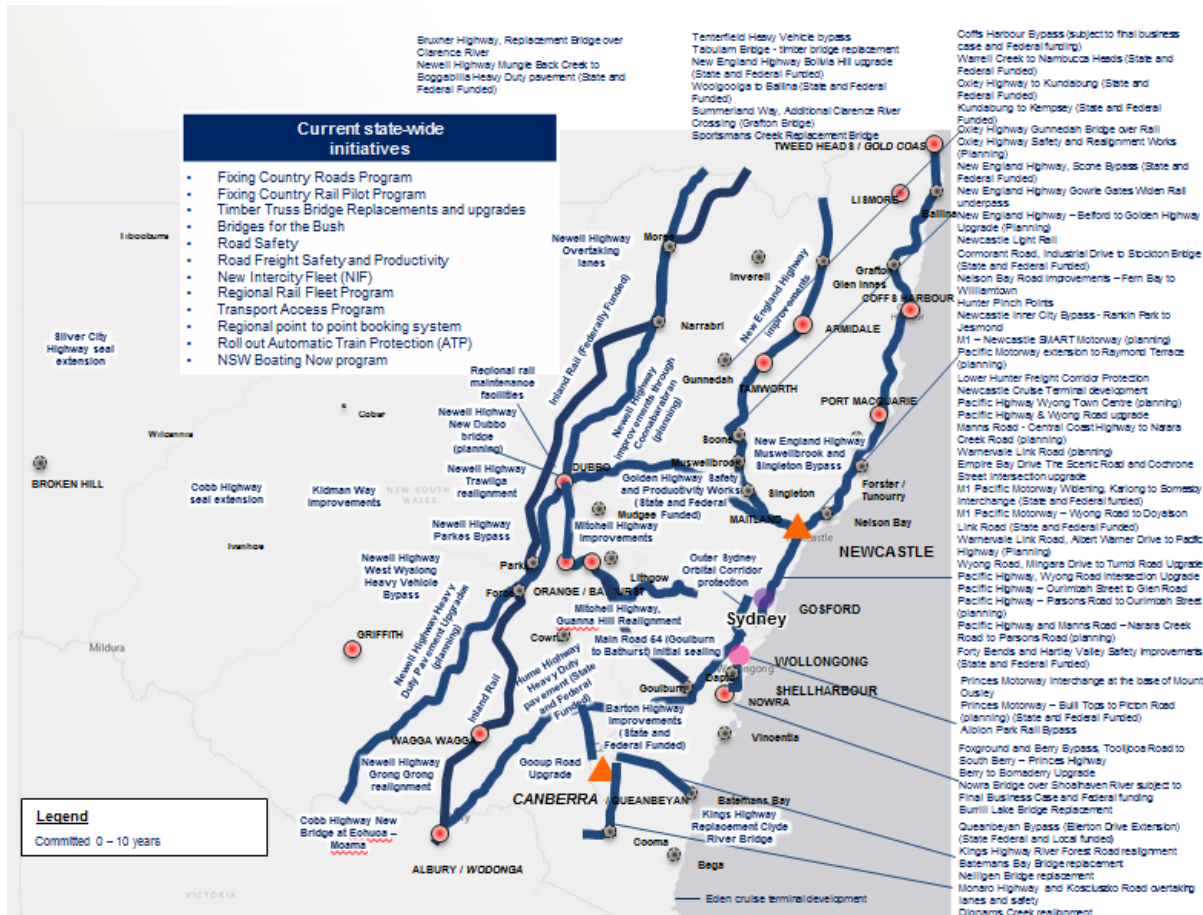 Bruxner Highway, Replacement Bridge over
Clarence River
Newell Highway Mungle Back Creek to
Boggabilla Heavy Duty pavement (State and
Federal Funded)
Tenterfield Heavy Vehicle bypass
Tabulam Bridge - timber bridge replacement
New England Highway Bolivia Hill upgrade
(State and Federal Funded)
Woolgoolga to Ballina (State and Federal
Funded)
Summerland Way, Additional Clarence River
Crossing (Grafton Bridge)
Sportsmans Creek Replacement Bridge
Coffs Harbour Bypass (subject to final business
case and Federal funding)
Warrell Creek to Nambucca Heads (State and
Federal Funded)
Oxley Highway to Kundabung (State and
Federal Funded)
Kundabung to Kempsey (State and Federal
Funded)
Oxley Highway Gunnedah Bridge over Rail
Oxley Highway Safety and Realignment Works
(Planning)
New England Highway, Scone Bypass (State and
Federal Funded)
New England Highway Gowrie Gates Widen Rail
underpass
New England Highway – Belford to Golden Highway
Upgrade (Planning)
Newcastle Light Rail
Cormorant Road, Industrial Drive to Stockton Bridge
(State and Federal Funded)
Nelson Bay Road Improvements – Fern Bay to
Williamtown
Hunter Pinch Points
Newcastle Inner City Bypass - Rankin Park to
Jesmond
M1 – Newcastle SMART Motorway (planning)
Pacific Motorway extension to Raymond Terrace
(planning)
Lower Hunter Freight Corridor Protection
Newcastle Cruise Terminal development
Pacific Highway Wyong Town Centre (planning)
Pacific Highway & Wyong Road upgrade
Manns Road - Central Coast Highway to Narara
Creek Road (planning)
Warnervale Link Road (planning)
Empire Bay Drive The Scenic Road and Cochrone
Street Intersection upgrade
M1 Pacific Motorway Widening, Kariong to Somersby
Interchange (State and Federal funded)
M1 Pacific Motorway – Wyong Road to Doyalson
Link Road (State and Federal Funded)
Warnervale Link Road, Albert Warner Drive to Pacific
Highway (Planning)
Wyong Road, Mingara Drive to Tumbi Road Upgrade
Pacific Highway, Wyong Road Intersection Upgrade
Pacific Highway – Ourimbah Street to Glen Road
Pacific Highway – Parsons Road to Ourimbah Street
(planning)
Pacific Highway and Manns Road – Narara Creek
Road to Parsons Road (planning)
Forty Bends and Hartley Valley Safety Improvements
(State and Federal Funded)
Princes Motorway Interchange at the base of Mount
Ousley
Princes Motorway – Bulli Tops to Picton Road
(planning) (State and Federal Funded)
Albion Park Rail Bypass
Foxground and Berry Bypass, Toolijooa Road to
South Berry – Princes Highway
Berry to Bomaderry Upgrade
Nowra Bridge over Shoalhaven River subject to
Final Business Case and Federal funding
Burrill Lake Bridge Replacement
Queanbeyan Bypass (Ellerton Drive Extension)
(State Federal and Local funded)
Kings Highway River Forest Road realignment
Batemans Bay Bridge replacement
Nelligen Bridge replacement
Monaro Highway and Kosciuszko Road overtaking
lanes and safety
Dignams Creek realignment
Current state-wide
initiatives
• Fixing Country Roads Program
• Fixing Country Rail Pilot Program
• Timber Truss Bridge Replacements and upgrades
• Bridges for the Bush
• Road Safety
• Road Freight Safety and Productivity
• New Intercity Fleet (NIF)
• Regional Rail Fleet Program
• Transport Access Program
• Regional point to point booking system
• Roll out Automatic Train Protection (ATP)
• NSW Boating Now program
TWEED HEADS / GOLD COAS
LISMORE
Ballina
Tibooburra
Newell Highway
Overtaking
lanes
Moree
Inverell
Grafton
Glen Innes
COFFS HARBOUR
New England Highway
improvements
ARMIDALE
Silver City
Highway seal
extension
Inland Rail (Federally Funded)
Narrabri
Gunnedah
TAMWORTH
PORT MACQUARIE
Regional rail
maintenance
facilities
Newell Highway
improvements through
Coonabarabran
(planning)
Cobar
Wilcannia
Newell Highway
New Dubbo
bridge
(planning)
Scone
New England Highway
Muswellbrook and
Singleton Bypass
Muswellbrook
BROKEN HILL
Cobb Highway
seal extension
Kidman Way
Improvements
NEW SOUTH
WALES
Newell Highway
Trawllga
realignment
DUBBO
Golden Highway Safety
and Productivity Works
(State and Federal
Funded)
Singleton
Forster /
Tunourry
MAITLAND
Nelson Bay
Mudgee
Newell Highway
Parkes Bypass
Mitchell Highway
Improvements
NEWCASTLE
Ivanhoe
Newell Highway
West Wyalong
Heavy Vehicle
Bypass
Parkes
Forbes
Lithgow
ORANGE / BATHURST
Outer Sydney
Orbital Corridor
protection
GOSFORD
Sydney
Mitchell Highway,
Guanna Hill Realignment
GRIFFITH
Mildura
Newell Highway Heavy
Duty Pavement Upgrades
(planning)
Cowra
Main Road 54 (Goulburn
to Bathurst) initial sealing
WOLLONGONG
Hume Highway
Heavy Duty
pavement (State
and Federal
Funded)
Goulburn
Dapto
SHELLHARBOUR
NOWRA
Inland Rail
WAGGA WAGGA
Barton Highway
Improvements
(State and
Federal Funded)
Vincentia
Newell Highway
Grong Grong
realignment
Gocup Road
Upgrade
CANBERRA / QUEANBEYAN
Batemans Bay
Kings Highway
Replacement Clyde
River Bridge
Legend
Committed 0 – 10 years
Cobb Highway New
Bridge at Echuca –
Moama
ALBURY / WODONGA
Cooma
Bega
VICTORIA
Eden cruise terminal development